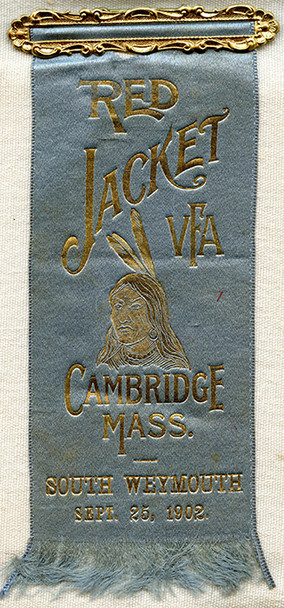 RED
JACKET
VFA
CAMBRIDGE
MASS.
SOUTH WEYMOUTH
SEPT. 25, 1902.